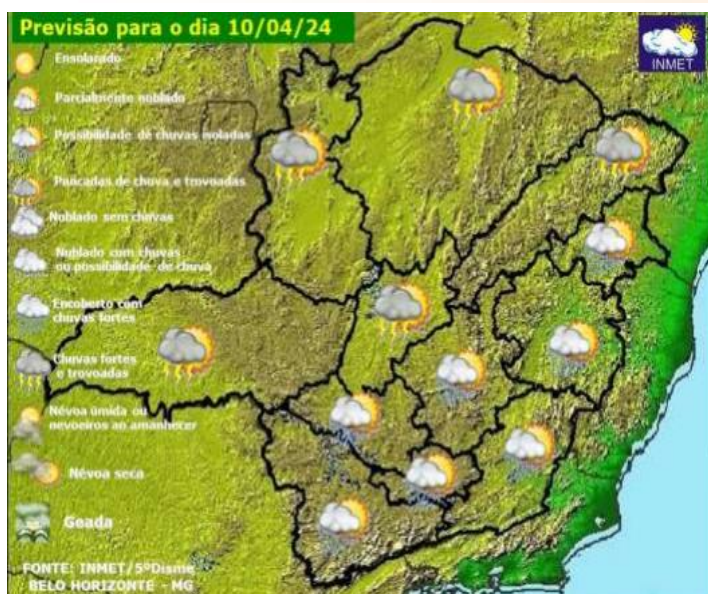 Previsão para o dia 10/04/24
INMET
Ensolarado
Parcialmente noblado
Possibilidade de chuvas isoladas
Pancadas de chuva e trovoadas
Noblado sem chuvas
Nublado com chuvas
ou possibilidade de chuva
Encoberto com
chuvas fortes
Chuvas fortes
e trovoadas
Névoa úmida ou
nevoeiros ao amanhecer
Névoa seca
Geada
FONTE: INMET/5ºDisme
BELO HORIZONTE - MG